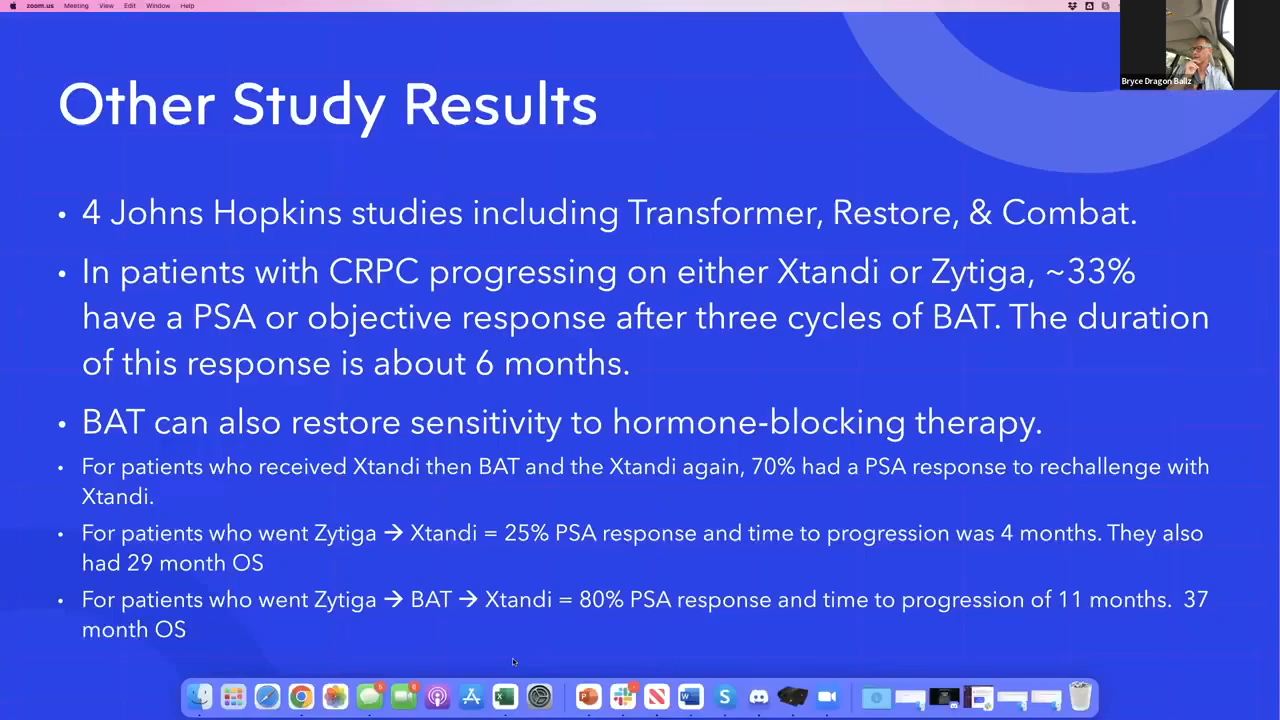 zoom.us Meeting View Edit Window Help
Bryce Dragon Ballz
Other Study Results
• 4 Johns Hopkins studies including Transformer, Restore, & Combat.
• In patients with CRPC progressing on either Xtandi or Zytiga, ~33%
have a PSA or objective response after three cycles of BAT. The duration
of this response is about 6 months.
• BAT can also restore sensitivity to hormone-blocking therapy.
• For patients who received Xtandi then BAT and the Xtandi again, 70% had a PSA response to rechallenge with
Xtandi.
• For patients who went Zytiga → Xtandi = 25% PSA response and time to progression was 4 months. They also
had 29 month OS
• For patients who went Zytiga → BAT → Xtandi = 80% PSA response and time to progression of 11 months. 37
month OS